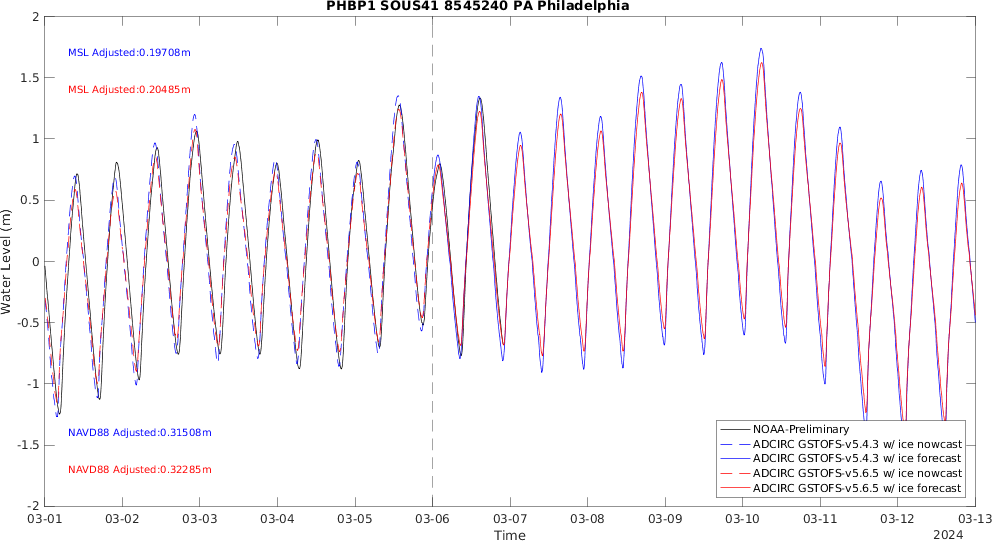 PHBP1 SOUS41 8545240 PA Philadelphia
2
1.5
1
0.5
0
-0.5
-1
-1.5
-2
Water Level (m)
MSL Adjusted:0.19708m
MSL Adjusted:0.20485m
NAVD88 Adjusted:0.31508m
NAVD88 Adjusted:0.32285m
NOAA-Preliminary
ADCIRC GSTOFS-v5.4.3 w/ ice nowcast
ADCIRC GSTOFS-v5.4.3 w/ ice forecast
ADCIRC GSTOFS-v5.6.5 w/ ice nowcast
ADCIRC GSTOFS-v5.6.5 w/ ice forecast
03-01 03-02 03-03 03-04 03-05 03-06 03-07 03-08 03-09 03-10 03-11 03-12 03-13
Time
2024